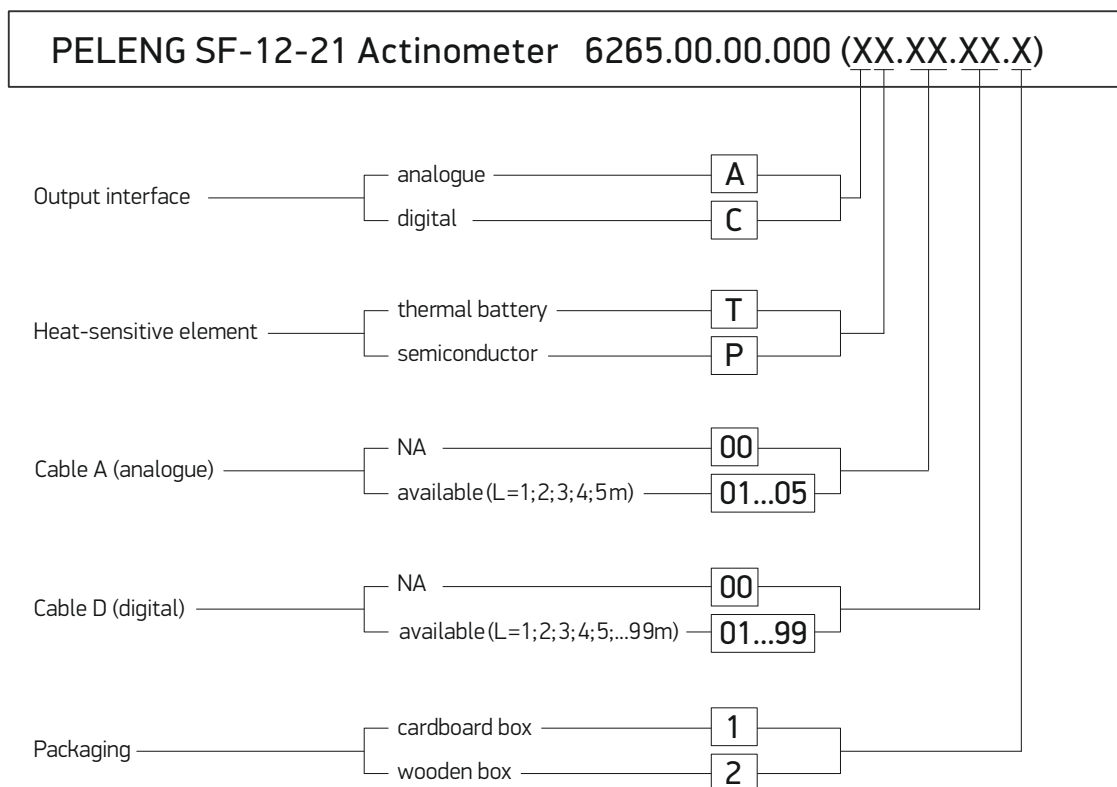 PELENG SF-12-21 Actinometer 6265.00.00.000 (XX.XX.XX.X)
Output interface
analogue
A
digital
C
Heat-sensitive element
thermal battery
T
semiconductor
P
Cable A (analogue)
NA
00
available (L=1; 2; 3; 4; 5m)
01...05
Cable D (digital)
NA
00
available (L=1; 2; 3; 4; 5;...99m)
01...99
Packaging
cardboard box
1
wooden box
2